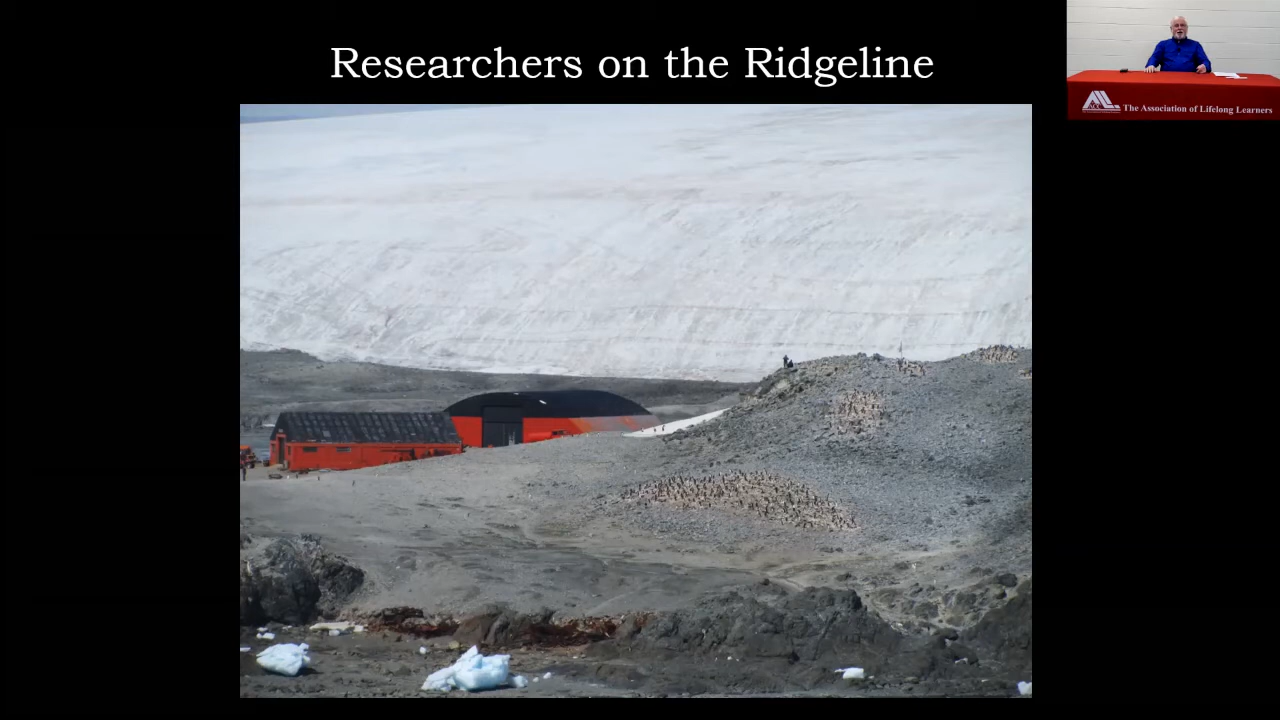 Researchers on the Ridgeline
The Association of Lifelong Learners